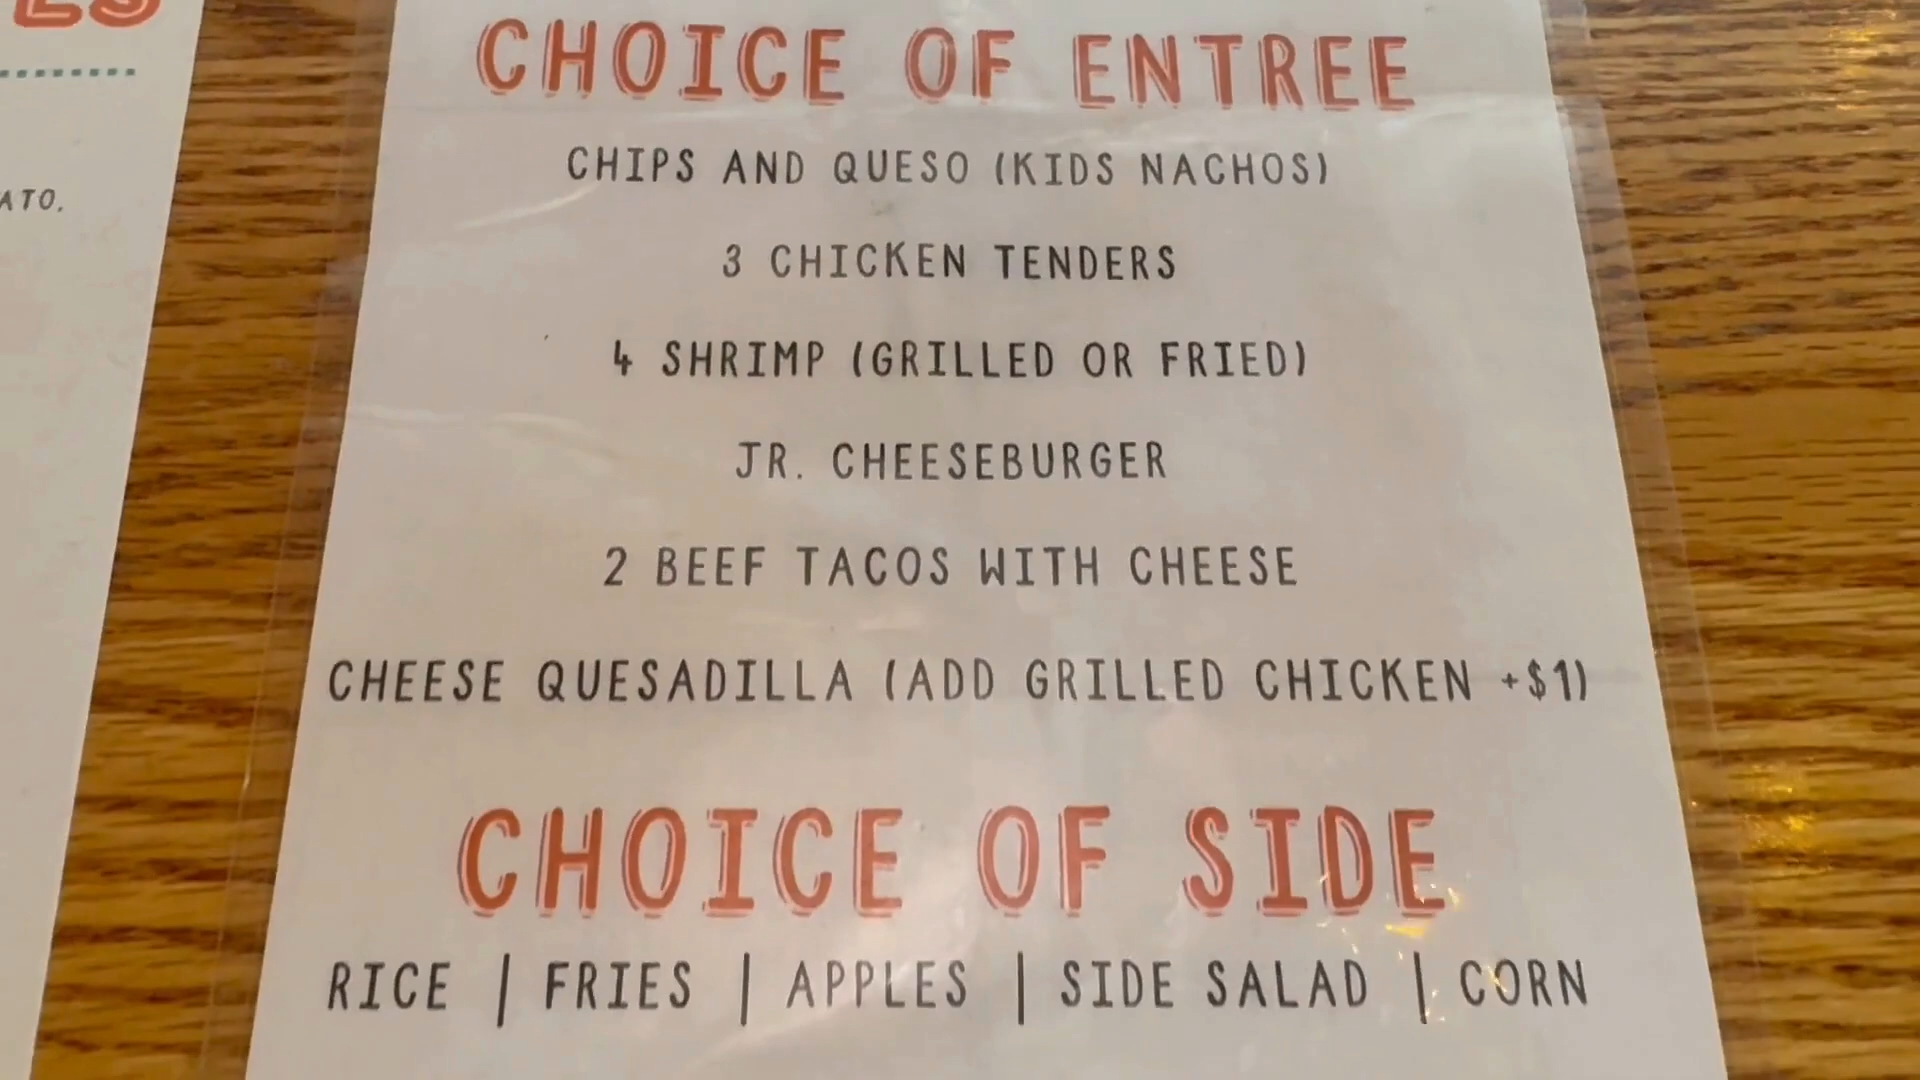 ES
ATO,
CHOICE OF ENTREE
CHIPS AND QUESO (KIDS NACHOS)
3 CHICKEN TENDERS
4 SHRIMP (GRILLED OR FRIED)
JR. CHEESEBURGER
2 BEEF TACOS WITH CHEESE
CHEESE QUESADILLA (ADD GRILLED CHICKEN +$1)
CHOICE OF SIDE
RICE | FRIES | APPLES | SIDE SALAD | CORN